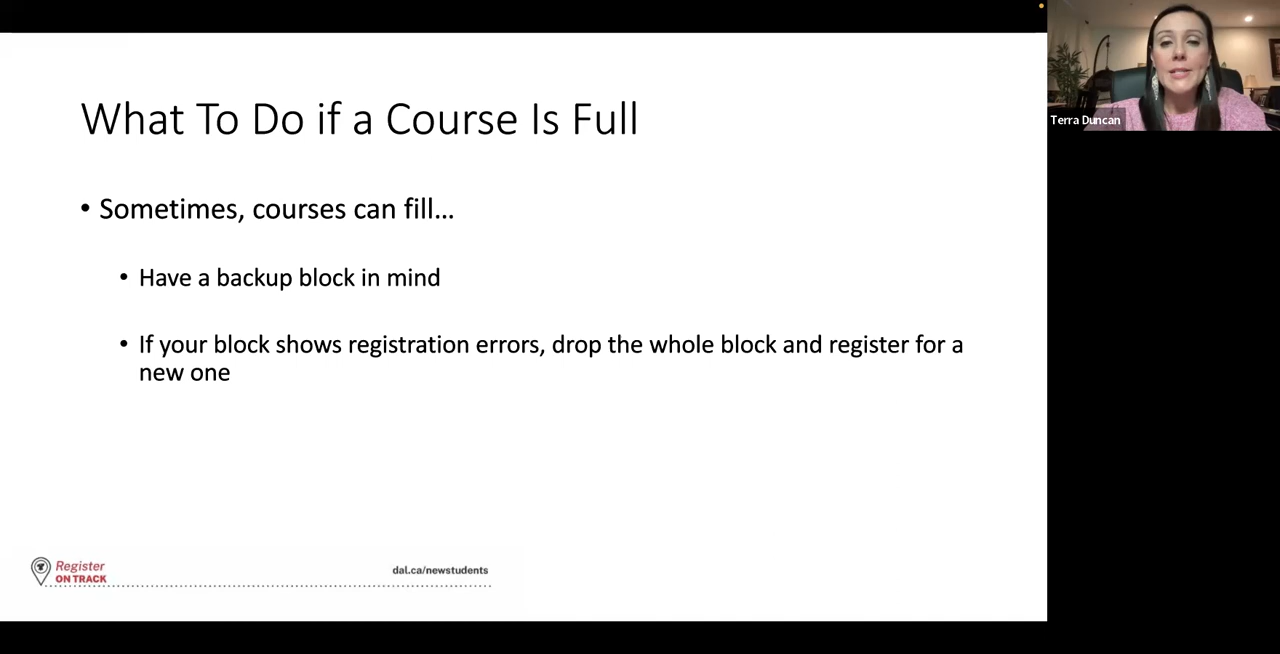 What To Do if a Course Is Full
• Sometimes, courses can fill…
• Have a backup block in mind
• If your block shows registration errors, drop the whole block and register for a
new one
Register
ON TRACK
dal.ca/newstudents
Terra Duncan